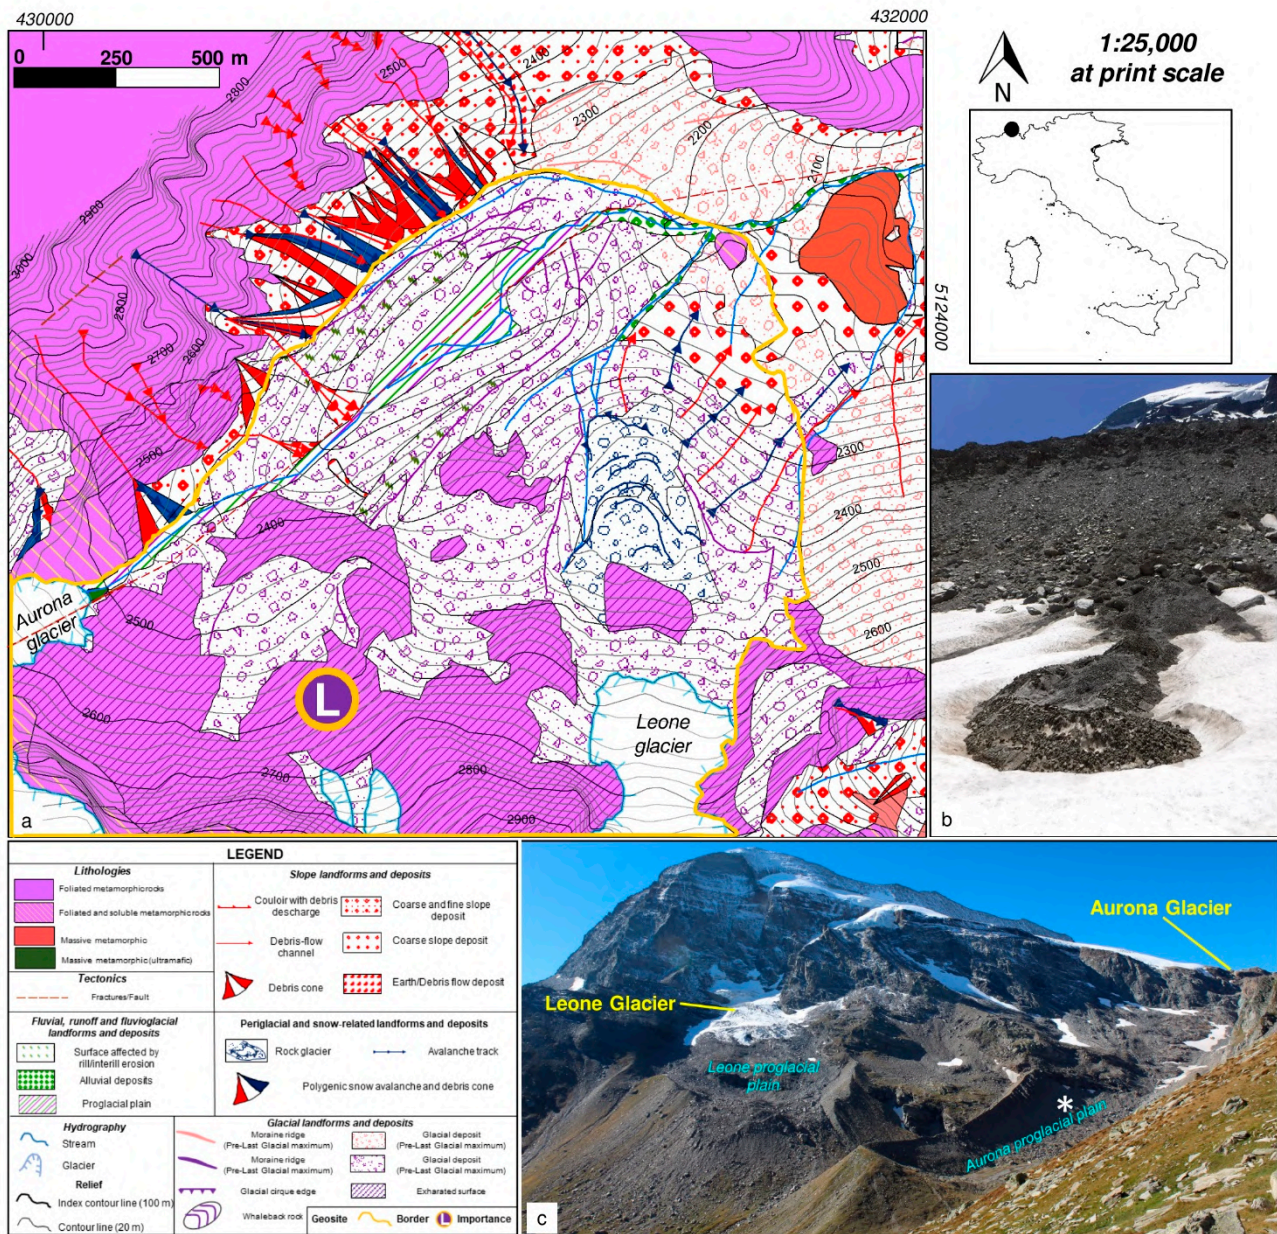 430000
432000
0 250 500 m
1:25,000
at print scale
N
5124000
2800
2500
2400
2300
2200
2100
2900
3000
2800
2700
2600
2500
2400
2300
2400
2500
2600
2500
2600
2700
2800
2900
Aurona
glacier
L
Leone
glacier
a
b
LEGEND
Lithologies
Foliated metamorphic rocks
Foliated and soluble metamorphic rocks
Massive metamorphic
Massive metamorphic (ultramafic)
Tectonics
Fractures/Fault
Fluvial, runoff and fluvioglacial
landforms and deposits
Surface affected by
rill/interill erosion
Alluvial deposits
Proglacial plain
Hydrography
Stream
Glacier
Relief
Index contour line (100 m)
Contour line (20 m)
Slope landforms and deposits
Couloir with debris
descharge
Coarse and fine slope
deposit
Debris-flow
channel
Coarse slope deposit
Debris cone
Earth/Debris flow deposit
Periglacial and snow-related landforms and deposits
Rock glacier
Avalanche track
Polygenic snow avalanche and debris cone
Glacial landforms and deposits
Moraine ridge
(Pre-Last Glacial maximum)
Glacial deposit
(Pre-Last Glacial maximum)
Moraine ridge
(Pre-Last Glacial maximum)
Glacial deposit
(Pre-Last Glacial maximum)
Glacial cirque edge
Exharated surface
Whaleback rock
Geosite Border L Importance
Aurona Glacier
Leone Glacier
Leone proglacial
plain
*
Aurona proglacial plain
c